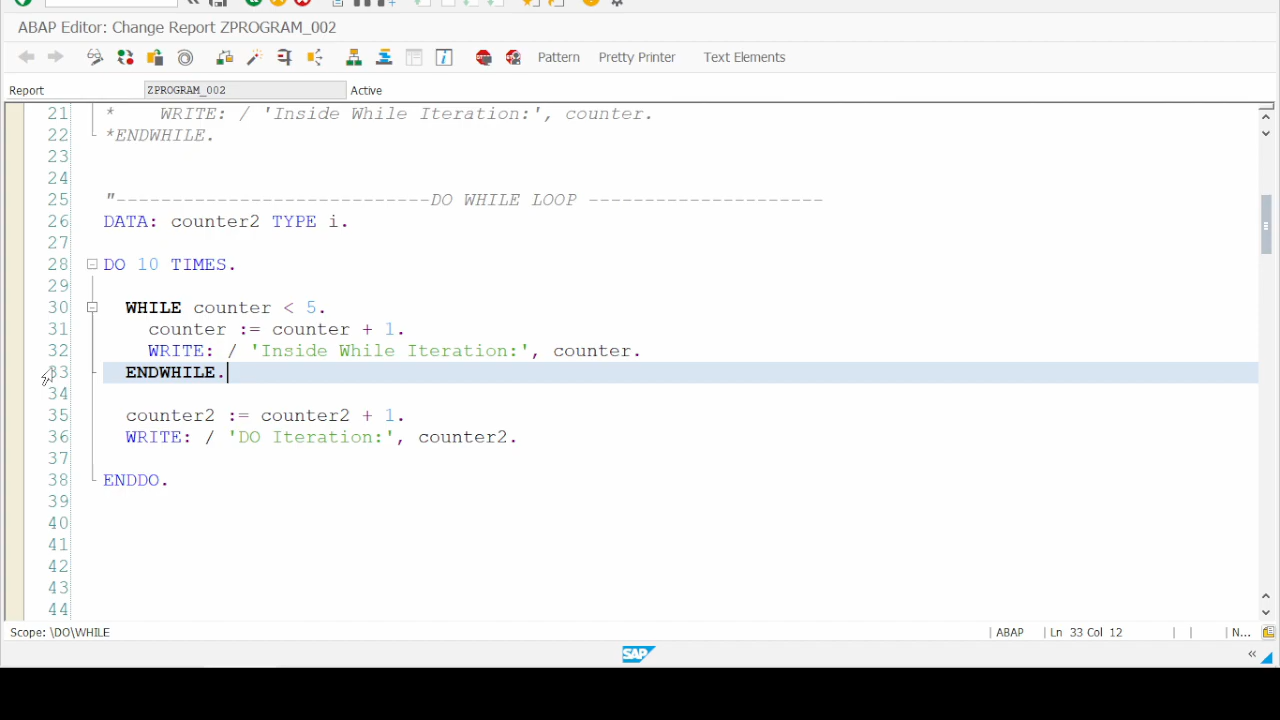 ABAP Editor: Change Report ZPROGRAM_002
Pattern Pretty Printer Text Elements
Report ZPROGRAM_002 Active
21 * WRITE: / 'Inside While Iteration:', counter.
22 *ENDWHILE.
23
24
25 "----------------------------DO WHILE LOOP ---------------------
26 DATA: counter2 TYPE i.
27
28 DO 10 TIMES.
29
30 WHILE counter < 5.
31 counter := counter + 1.
32 WRITE: / 'Inside While Iteration:', counter.
33 ENDWHILE.
34
35 counter2 := counter2 + 1.
36 WRITE: / 'DO Iteration:', counter2.
37
38 ENDDO.
39
40
41
42
43
44
Scope: \DO\WHILE ABAP Ln 33 Col 12 N...
SAP